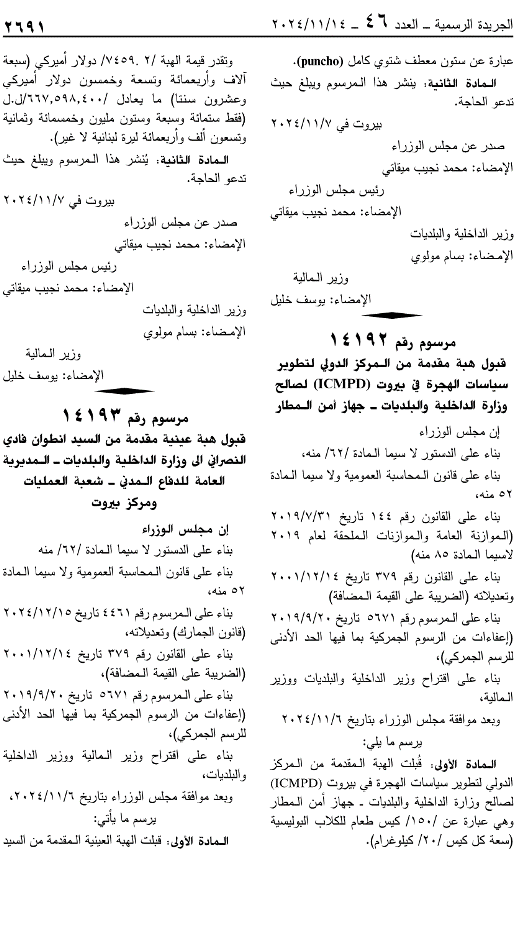 الجريدة الرسمية ــ العدد ٤٦ ــ ٢٠٢٤/١١/١٤
٢٦٩١
عبارة عن ستون معطف شتوي كامل (puncho).
المادة الثانية: ينشر هذا المرسوم ويبلغ حيث
تدعو الحاجة.
بيروت في ٢٠٢٤/١١/٧
صدر عن مجلس الوزراء
الإمضاء: محمد نجيب ميقاتي
رئيس مجلس الوزراء
الإمضاء: محمد نجيب ميقاتي
وزير الداخلية والبلديات
الإمضاء: بسام مولوي
وزير المالية
الإمضاء: يوسف خليل
مرسوم رقم ١٤١٩٢
قبول هبة مقدمة من المركز الدولي لتطوير
سياسات الهجرة في بيروت (ICMPD) لصالح
وزارة الداخلية والبلديات ــ جهاز أمن المطار
إن مجلس الوزراء
بناء على الدستور لا سيما المادة /٦٢/ منه،
بناء على قانون المحاسبة العمومية ولا سيما المادة
٥٢ منه،
بناء على القانون رقم ١٤٤ تاريخ ٢٠١٩/٧/٣١
(الموازنة العامة والموازنات الملحقة لعام ٢٠١٩
لاسيما المادة ٨٥ منه)
بناء على القانون رقم ٣٧٩ تاريخ ٢٠٠١/١٢/١٤
وتعديلاته (الضريبة على القيمة المضافة)
بناء على المرسوم رقم ٥٦٧١ تاريخ ٢٠١٩/٩/٢٠
(إعفاءات من الرسوم الجمركية بما فيها الحد الأدنى
للرسم الجمركي)،
بناء على اقتراح وزير الداخلية والبلديات ووزير
المالية،
وبعد موافقة مجلس الوزراء بتاريخ ٢٠٢٤/١١/٦
يرسم ما يلي:
المادة الأولى: قُبلت الهبة المقدمة من المركز
الدولي لتطوير سياسات الهجرة في بيروت (ICMPD)
لصالح وزارة الداخلية والبلديات ــ جهاز أمن المطار
وهي عبارة عن /١٥٠/ كيس طعام للكلاب البوليسية
(سعة كل كيس /٢٠/ كيلوغرام).
وتقدر قيمة الهبة /٧٤٥٩.٢٠/ دولار أميركي (سبعة
آلاف وأربعمائة وتسعة وخمسون دولار أميركي
وعشرون سنتا) ما يعادل /٦٦٧,٥٩٨,٤٠٠/ل.ل
(فقط ستمائة وسبعة وستون مليون وخمسمائة وثمانية
وتسعون ألف وأربعمائة ليرة لبنانية لا غير).
المادة الثانية: يُنشر هذا المرسوم ويبلغ حيث
تدعو الحاجة.
بيروت في ٢٠٢٤/١١/٧
صدر عن مجلس الوزراء
الإمضاء: محمد نجيب ميقاتي
رئيس مجلس الوزراء
الإمضاء: محمد نجيب ميقاتي
وزير الداخلية والبلديات
الإمضاء: بسام مولوي
وزير المالية
الإمضاء: يوسف خليل
مرسوم رقم ١٤١٩٣
قبول هبة عينية مقدمة من السيد انطوان فادي
النصراني الى وزارة الداخلية والبلديات ــ المديرية
العامة للدفاع المدني ــ شعبة العمليات
ومركز بيروت
إن مجلس الوزراء
بناء على الدستور لا سيما المادة /٦٢/ منه
بناء على قانون المحاسبة العمومية ولا سيما المادة
٥٢ منه،
بناء على المرسوم رقم ٤٤٦١ تاريخ ٢٠٢٤/١٢/١٥
(قانون الجمارك) وتعديلاته،
بناء على القانون رقم ٣٧٩ تاريخ ٢٠٠١/١٢/١٤
(الضريبة على القيمة المضافة)،
بناء على المرسوم رقم ٥٦٧١ تاريخ ٢٠١٩/٩/٢٠
(إعفاءات من الرسوم الجمركية بما فيها الحد الأدنى
للرسم الجمركي)،
بناء على اقتراح وزير المالية ووزير الداخلية
والبلديات،
وبعد موافقة مجلس الوزراء بتاريخ ٢٠٢٤/١١/٦،
يرسم ما يأتي:
المادة الأولى: قبلت الهبة العينية المقدمة من السيد